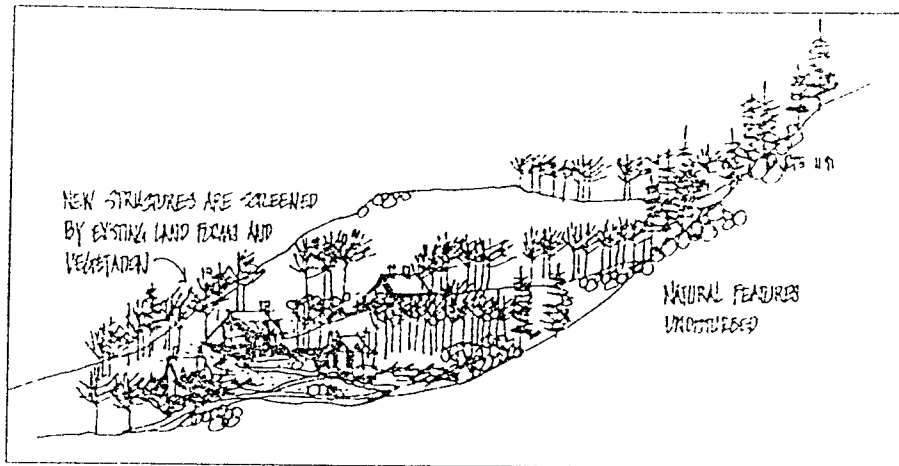 NEW STRUCTURES ARE SCREENED
BY EXISTING LAND FORMS AND
VEGETATION
NATURAL FEATURES
UNDISTURBED